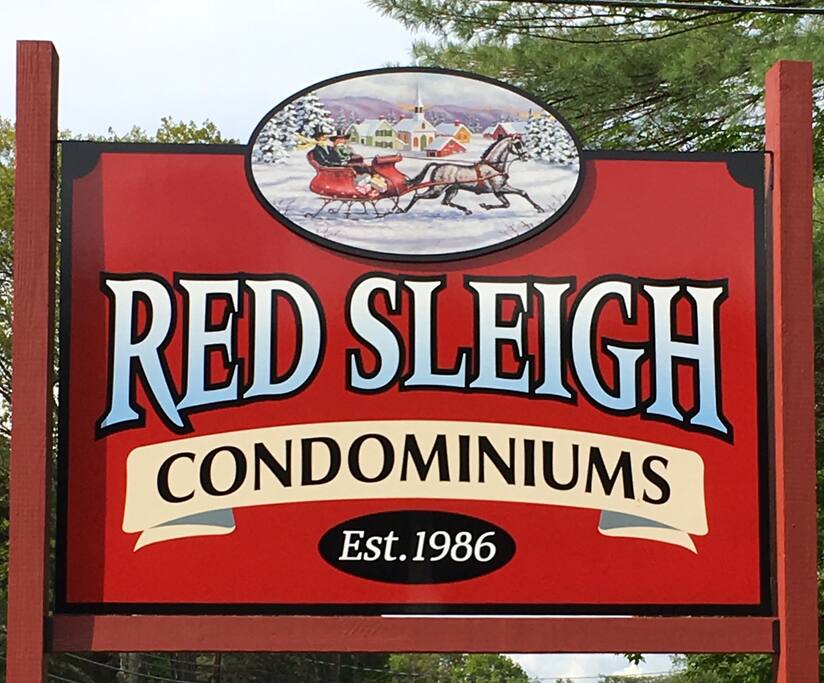 RED SLEIGH
CONDOMINIUMS
Est. 1986